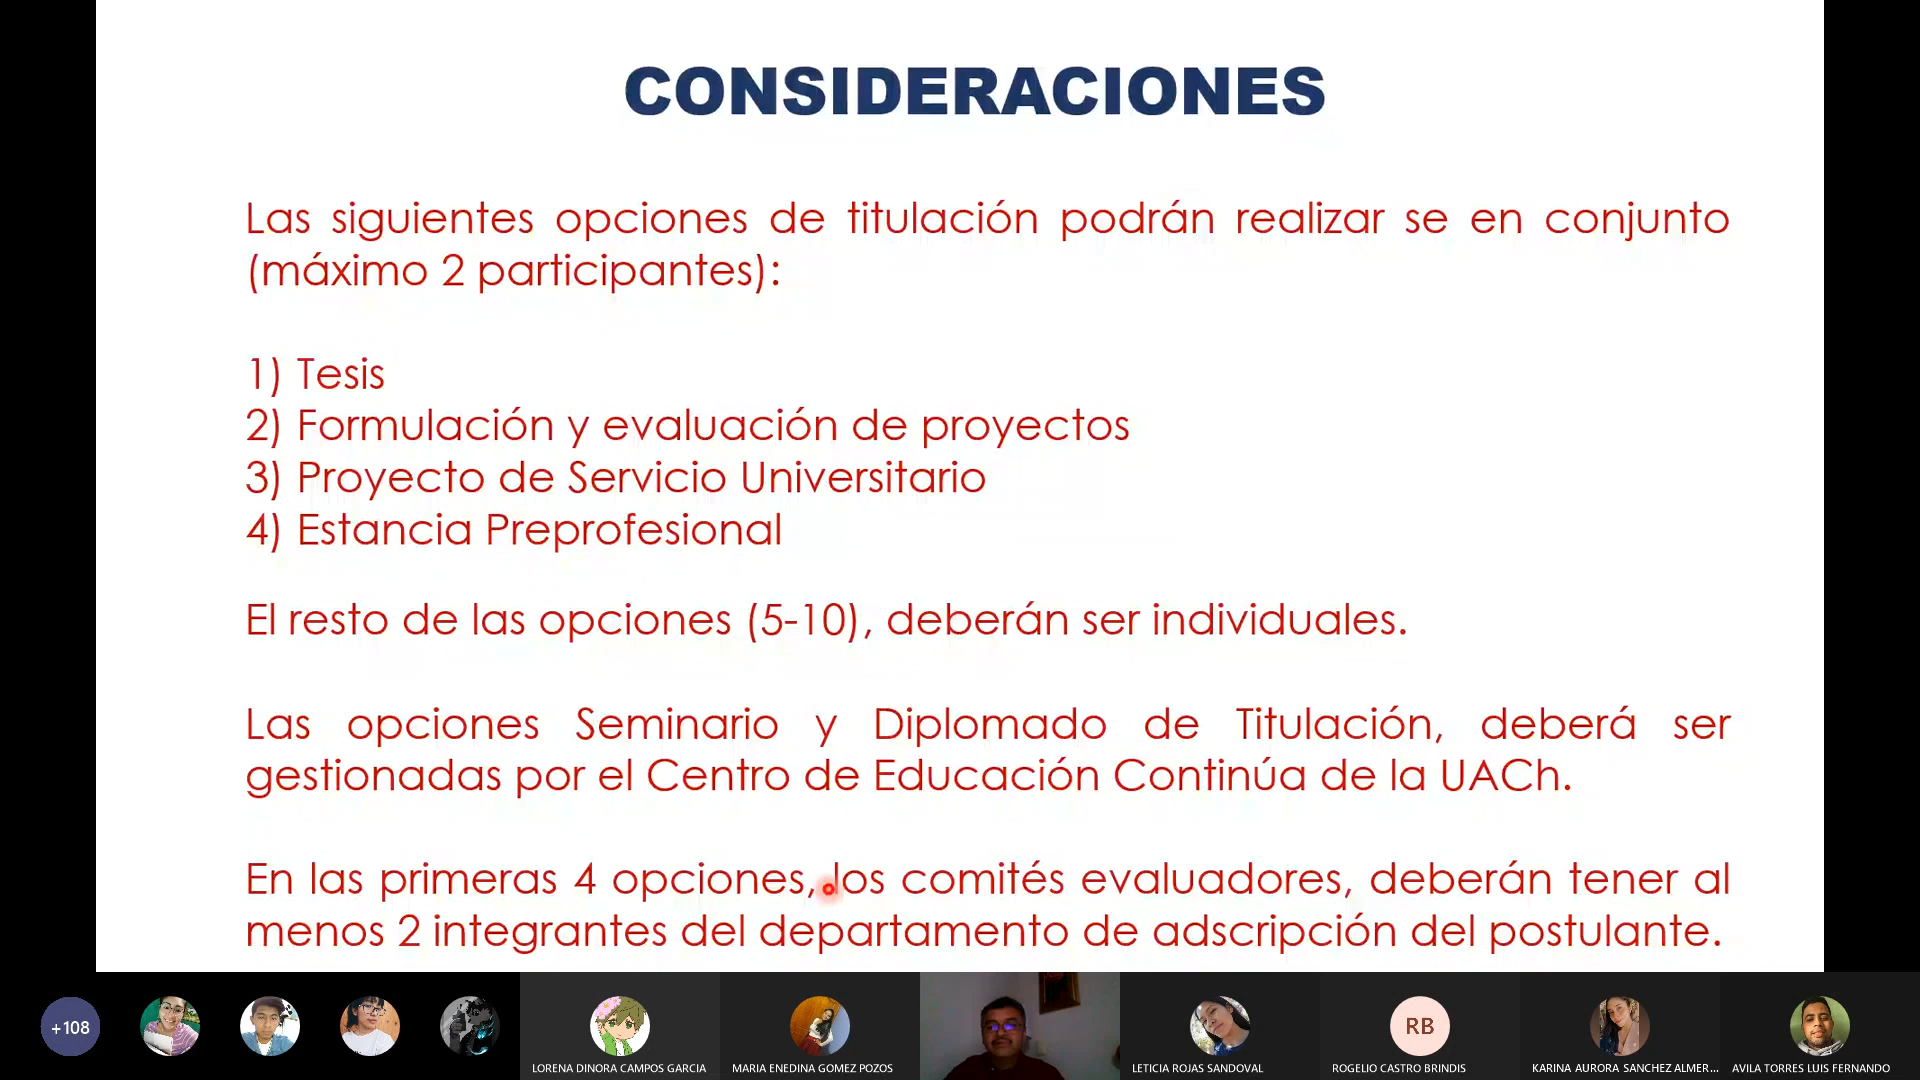 CONSIDERACIONES
Las siguientes opciones de titulación podrán realizar se en conjunto
(máximo 2 participantes):
1) Tesis
2) Formulación y evaluación de proyectos
3) Proyecto de Servicio Universitario
4) Estancia Preprofesional
El resto de las opciones (5-10), deberán ser individuales.
Las opciones Seminario y Diplomado de Titulación, deberá ser
gestionadas por el Centro de Educación Continúa de la UACh.
En las primeras 4 opciones, los comités evaluadores, deberán tener al
menos 2 integrantes del departamento de adscripción del postulante.
+108
RB
LORENA DINORA CAMPOS GARCIA
MARIA ENEDINA GOMEZ POZOS
LETICIA ROJAS SANDOVAL
ROGELIO CASTRO BRINDIS
KARINA AURORA SANCHEZ ALMER...
AVILA TORRES LUIS FERNANDO